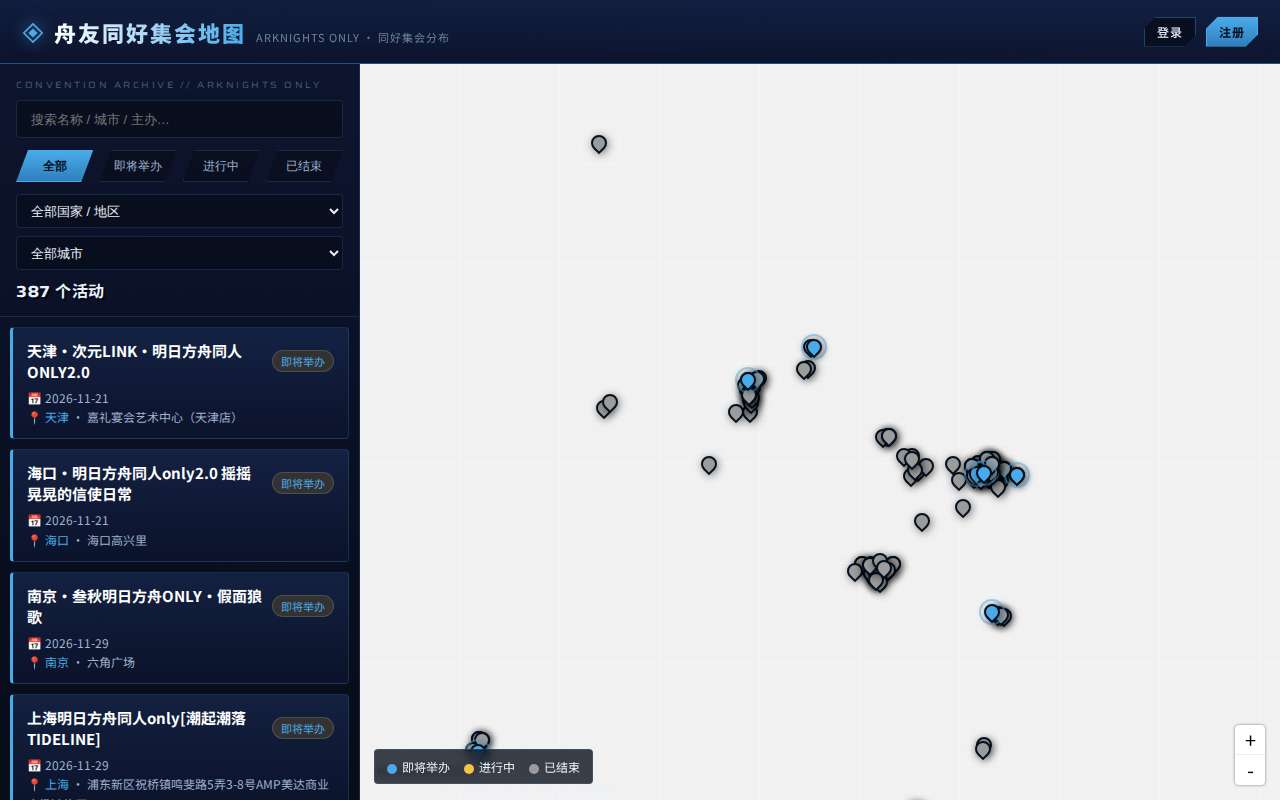 舟友同好集会地图
ARKNIGHTS ONLY · 同好集会分布
登录
注册
CONVENTION ARCHIVE // ARKNIGHTS ONLY
搜索名称 / 城市 / 主办…
全部
即将举办
进行中
已结束
全部国家 / 地区
全部城市
387 个活动
天津·次元LINK·明日方舟同人
ONLY2.0
即将举办
2026-11-21
天津 · 嘉礼宴会艺术中心（天津店）
海口·明日方舟同人only2.0 摇摇
晃晃的信使日常
即将举办
2026-11-21
海口 · 海口高兴里
南京·叁秋明日方舟ONLY·假面狼
歌
即将举办
2026-11-29
南京 · 六角广场
上海明日方舟同人only[潮起潮落
TIDELINE]
即将举办
2026-11-29
上海 · 浦东新区祝桥镇鸣斐路5弄3-8号AMP美达商业
即将举办
进行中
已结束
+
-